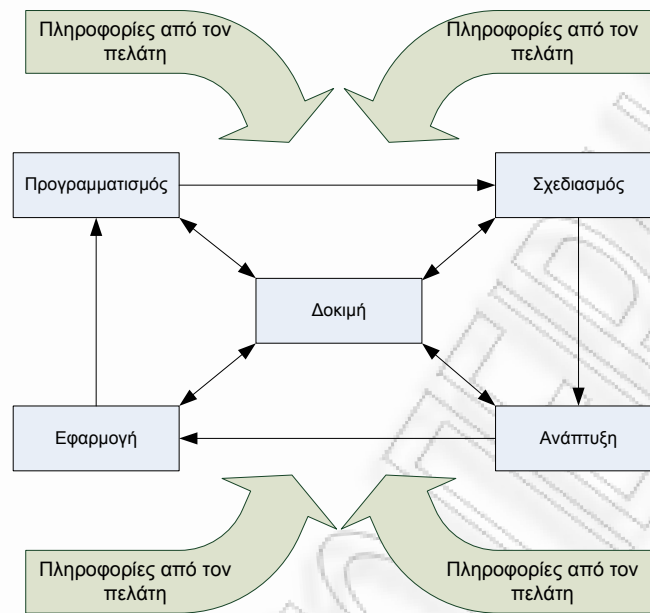 Πληροφορίες από τον
πελάτη
Πληροφορίες από τον
πελάτη
Προγραμματισμός
Σχεδιασμός
Δοκιμή
Εφαρμογή
Ανάπτυξη
Πληροφορίες από τον
πελάτη
Πληροφορίες από τον
πελάτη